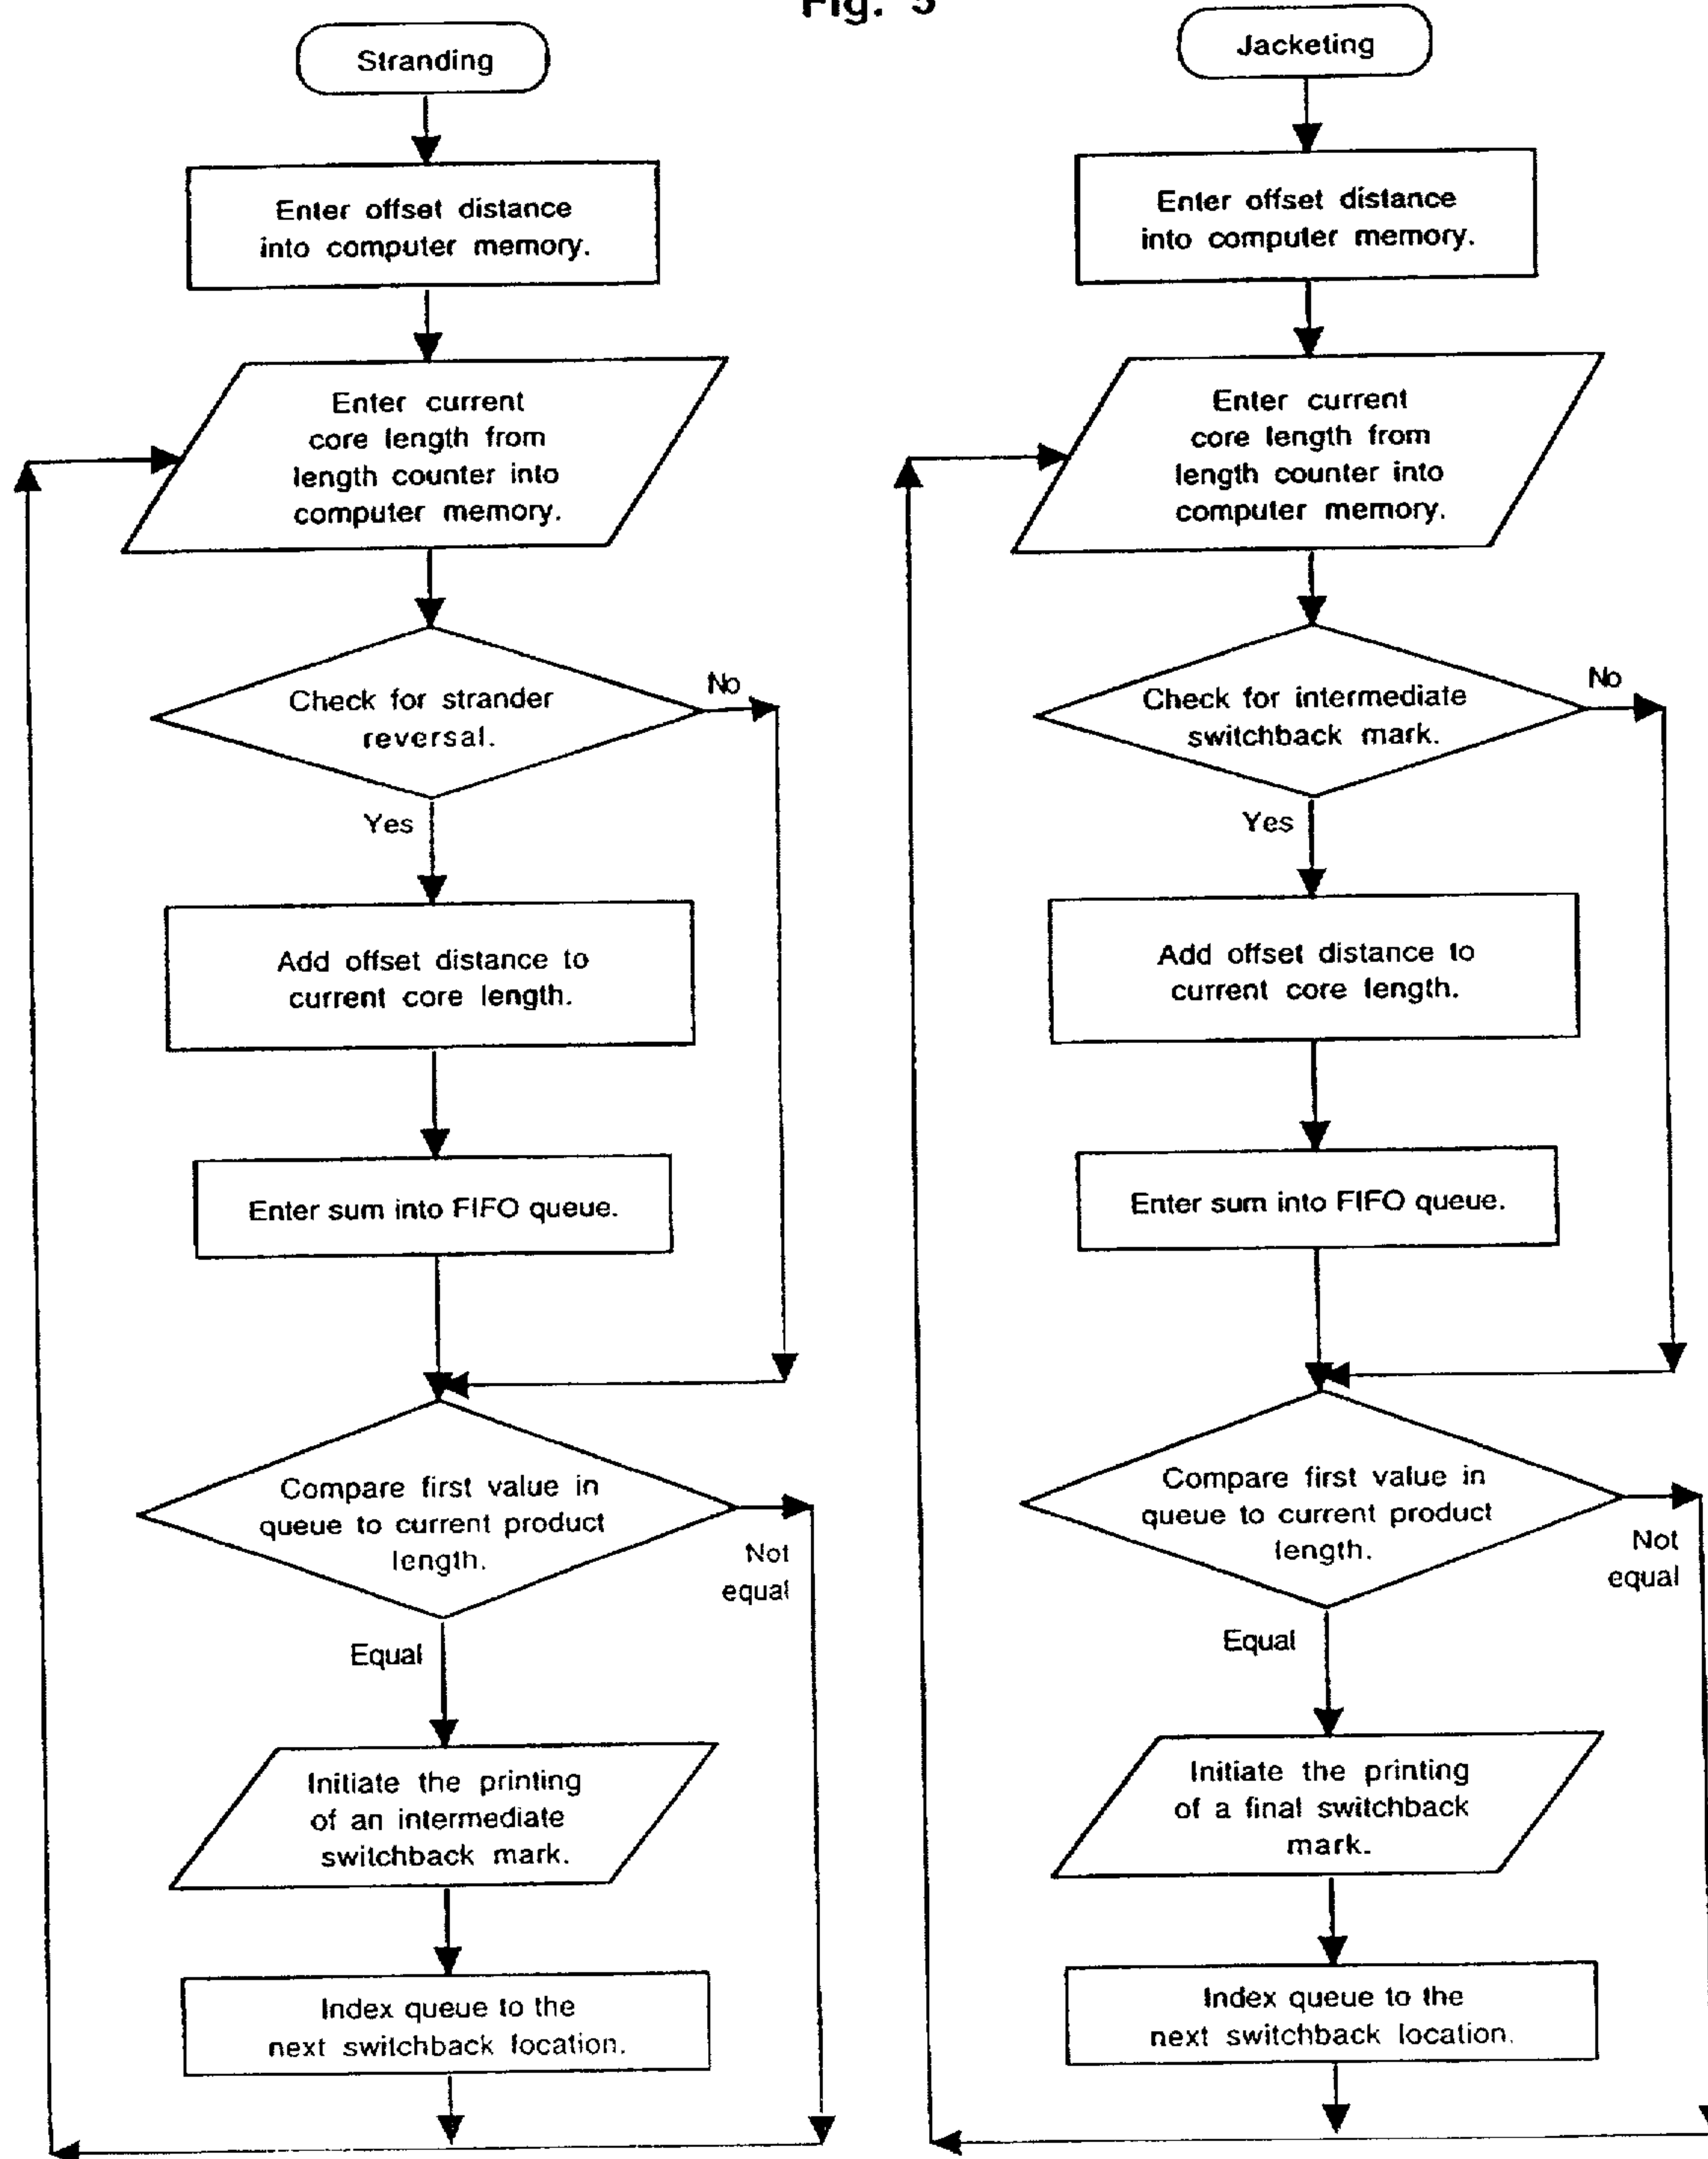 Fig. 5
Stranding
Enter offset distance
into computer memory.
Enter current
core length from
length counter into
computer memory.
Check for strander
reversal.
No
Yes
Add offset distance to
current core length.
Enter sum into FIFO queue.
Compare first value in
queue to current product
length.
Not
equal
Equal
Initiate the printing
of an intermediate
switchback mark.
Index queue to the
next switchback location.
Jacketing
Enter offset distance
into computer memory.
Enter current
core length from
length counter into
computer memory.
Check for intermediate
switchback mark.
No
Yes
Add offset distance to
current core length.
Enter sum into FIFO queue.
Compare first value in
queue to current product
length.
Not
equal
Equal
Initiate the printing
of a final switchback
mark.
Index queue to the
next switchback location.